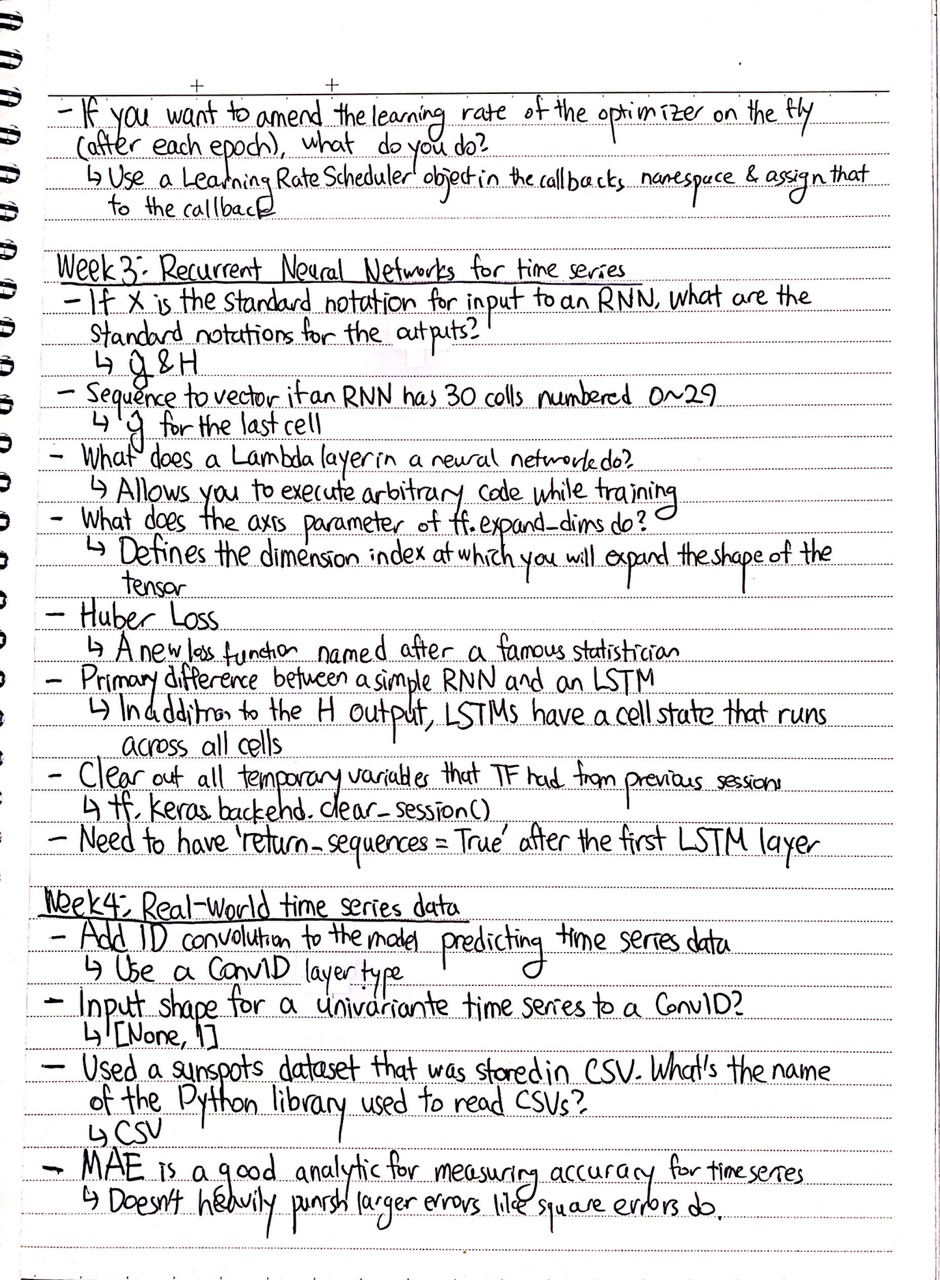 - If you want to amend the learning rate of the optimizer on the fly
(after each epoch), what do you do?
↳ Use a LearningRateScheduler object in the callbacks namespace & assign that
to the callback
Week3: Recurrent Neural Networks for time series
- If X is the standard notation for input to an RNN, what are the
standard notations for the outputs?
↳ ŷ & H
- Sequence to vector if an RNN has 30 cells numbered 0~29
↳ ŷ for the last cell
- What does a Lambda layer in a neural network do?
↳ Allows you to execute arbitrary code while training
- What does the axis parameter of tf.expand_dims do?
↳ Defines the dimension index at which you will expand the shape of the
tensor
- Huber Loss
↳ A new loss function named after a famous statistician
- Primary difference between a simple RNN and an LSTM
↳ In addition to the H output, LSTMs have a cell state that runs
across all cells
- Clear out all temporary variables that TF had from previous sessions
↳ tf.keras.backend.clear_session()
- Need to have 'return_sequences = True' after the first LSTM layer
Week4: Real-World time series data
- Add 1D convolution to the model predicting time series data
↳ Use a Conv1D layer type
- Input shape for a univariante time series to a Conv1D?
↳ [None, 1]
- Used a sunspots dataset that was stored in CSV. What's the name
of the Python library used to read CSVs?
↳ CSV
- MAE is a good analytic for measuring accuracy for time series
↳ Doesn't heavily punish larger errors like square errors do.